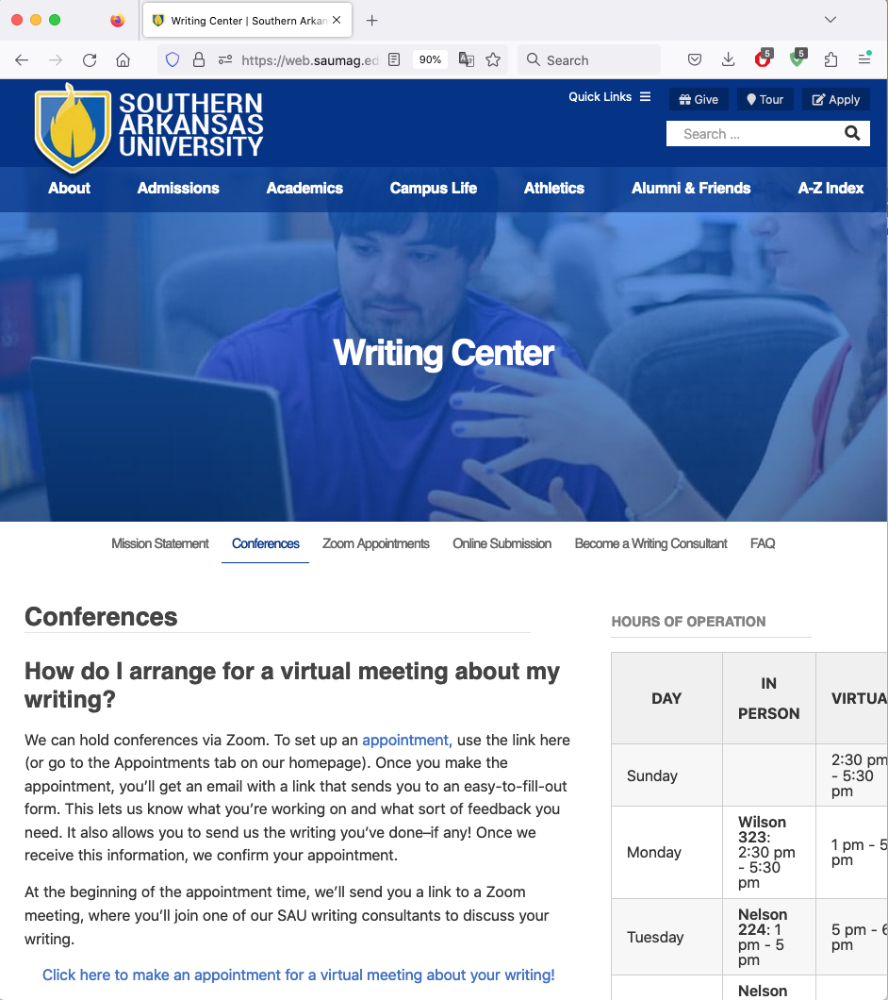 Writing Center | Southern Arkan
https://web.saumag.ed
90%
Search
5
5
SOUTHERN
ARKANSAS
UNIVERSITY
Quick Links
Give
Tour
Apply
Search ...
About
Admissions
Academics
Campus Life
Athletics
Alumni & Friends
A-Z Index
Writing Center
Mission Statement
Conferences
Zoom Appointments
Online Submission
Become a Writing Consultant
FAQ
Conferences
How do I arrange for a virtual meeting about my
writing?
We can hold conferences via Zoom. To set up an appointment, use the link here
(or go to the Appointments tab on our homepage). Once you make the
appointment, you’ll get an email with a link that sends you to an easy-to-fill-out
form. This lets us know what you’re working on and what sort of feedback you
need. It also allows you to send us the writing you’ve done–if any! Once we
receive this information, we confirm your appointment.
At the beginning of the appointment time, we’ll send you a link to a Zoom
meeting, where you’ll join one of our SAU writing consultants to discuss your
writing.
Click here to make an appointment for a virtual meeting about your writing!
HOURS OF OPERATION
DAY
IN
PERSON
VIRTUA
Sunday
2:30 pm
- 5:30
pm
Monday
Wilson
323:
2:30 pm
- 5:30
pm
1 pm - 5
pm
Tuesday
Nelson
224: 1
pm - 5
pm
5 pm - 6
pm
Nelson